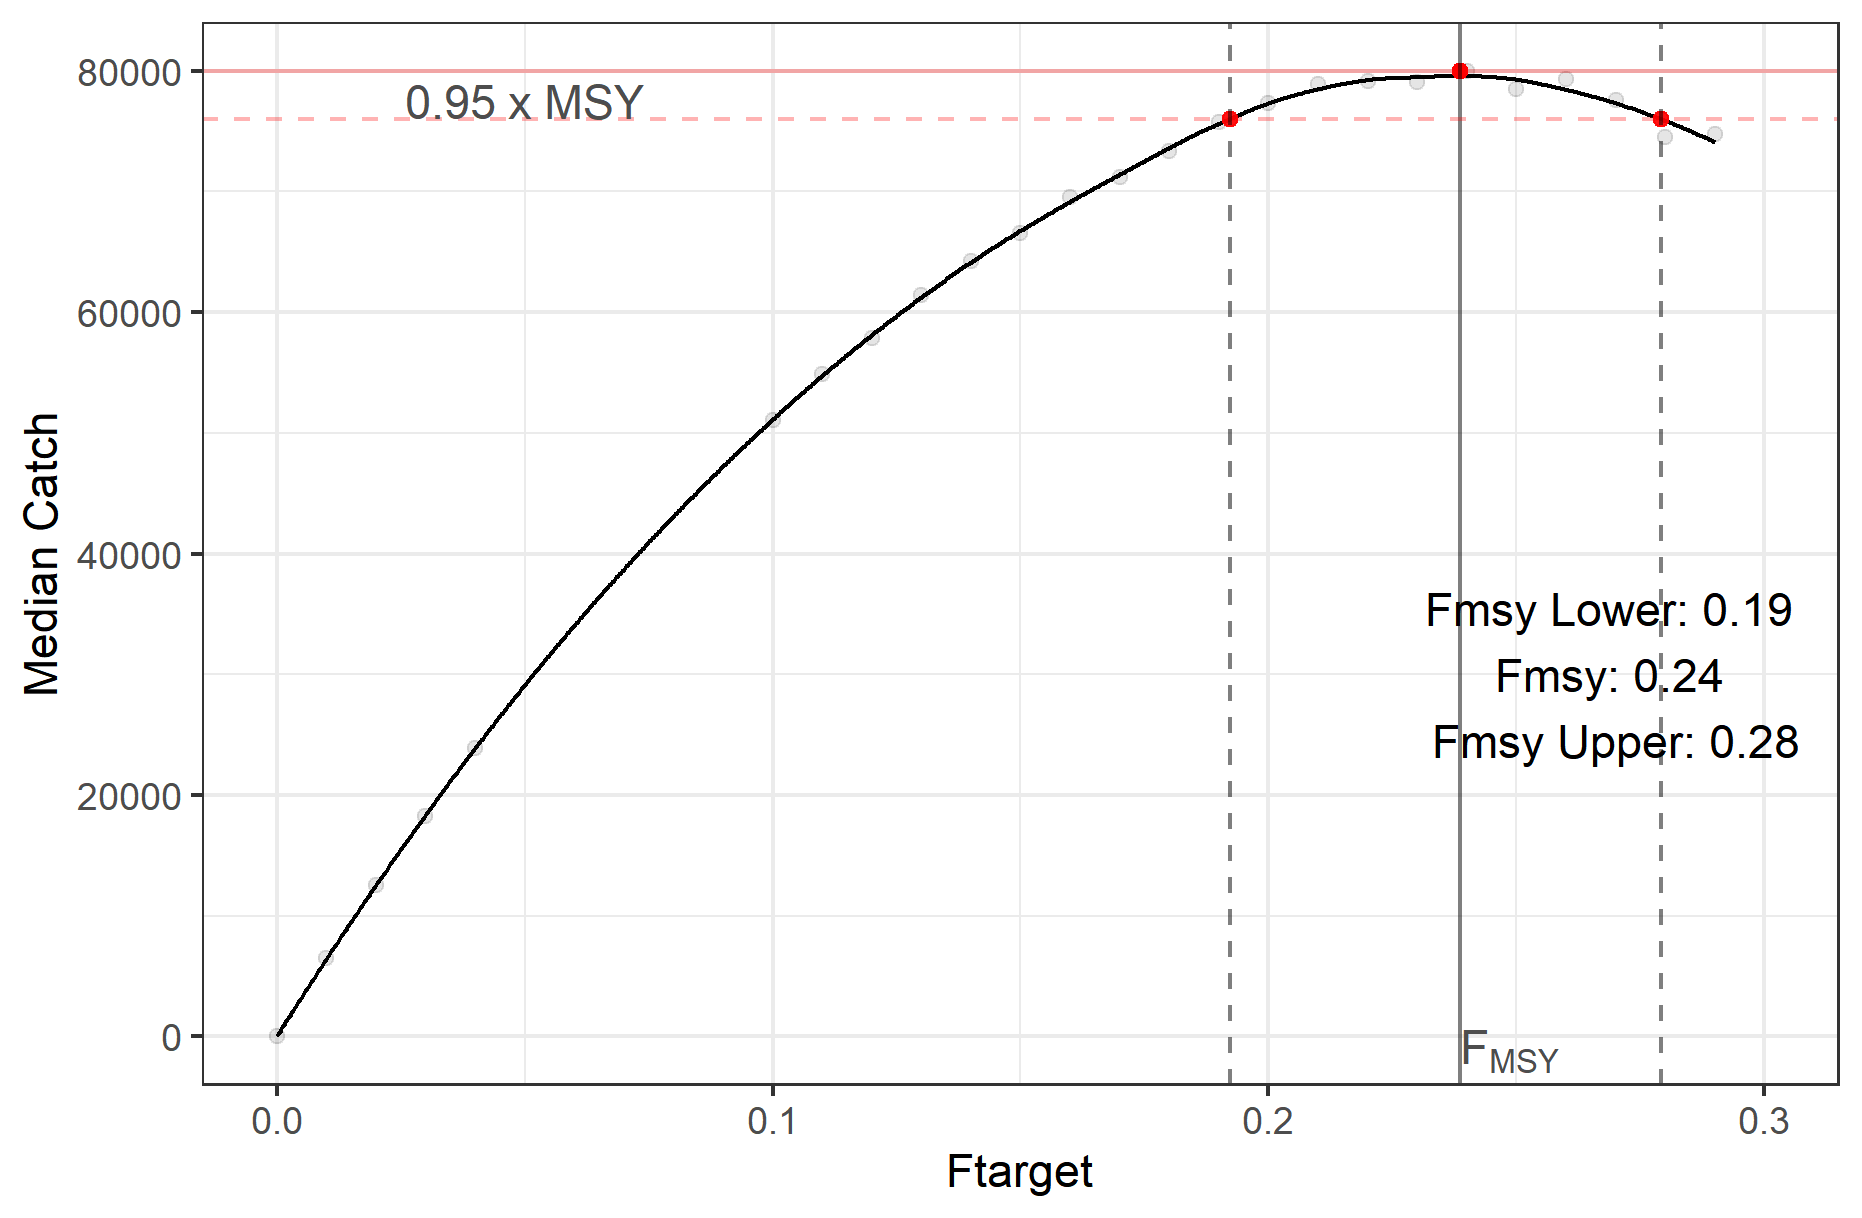 80000
0.95 x MSY
60000
40000
20000
0
Median Catch
Fmsy Lower: 0.19
Fmsy: 0.24
Fmsy Upper: 0.28
FMSY
0.0 0.1 0.2 0.3
Ftarget